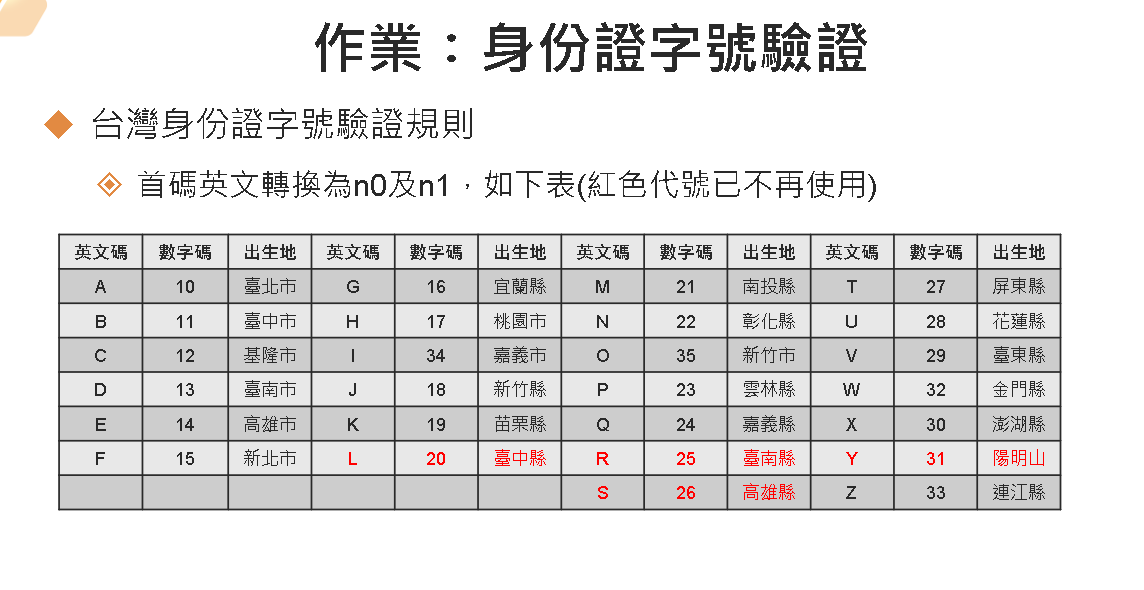 作業：身份證字號驗證
台灣身份證字號驗證規則
首碼英文轉換為n0及n1，如下表(紅色代號已不再使用)
英文碼 數字碼 出生地 英文碼 數字碼 出生地 英文碼 數字碼 出生地 英文碼 數字碼 出生地
A 10 臺北市 G 16 宜蘭縣 M 21 南投縣 T 27 屏東縣
B 11 臺中市 H 17 桃園市 N 22 彰化縣 U 28 花蓮縣
C 12 基隆市 I 34 嘉義市 O 35 新竹市 V 29 臺東縣
D 13 臺南市 J 18 新竹縣 P 23 雲林縣 W 32 金門縣
E 14 高雄市 K 19 苗栗縣 Q 24 嘉義縣 X 30 澎湖縣
F 15 新北市 L 20 臺中縣 R 25 臺南縣 Y 31 陽明山
S 26 高雄縣 Z 33 連江縣